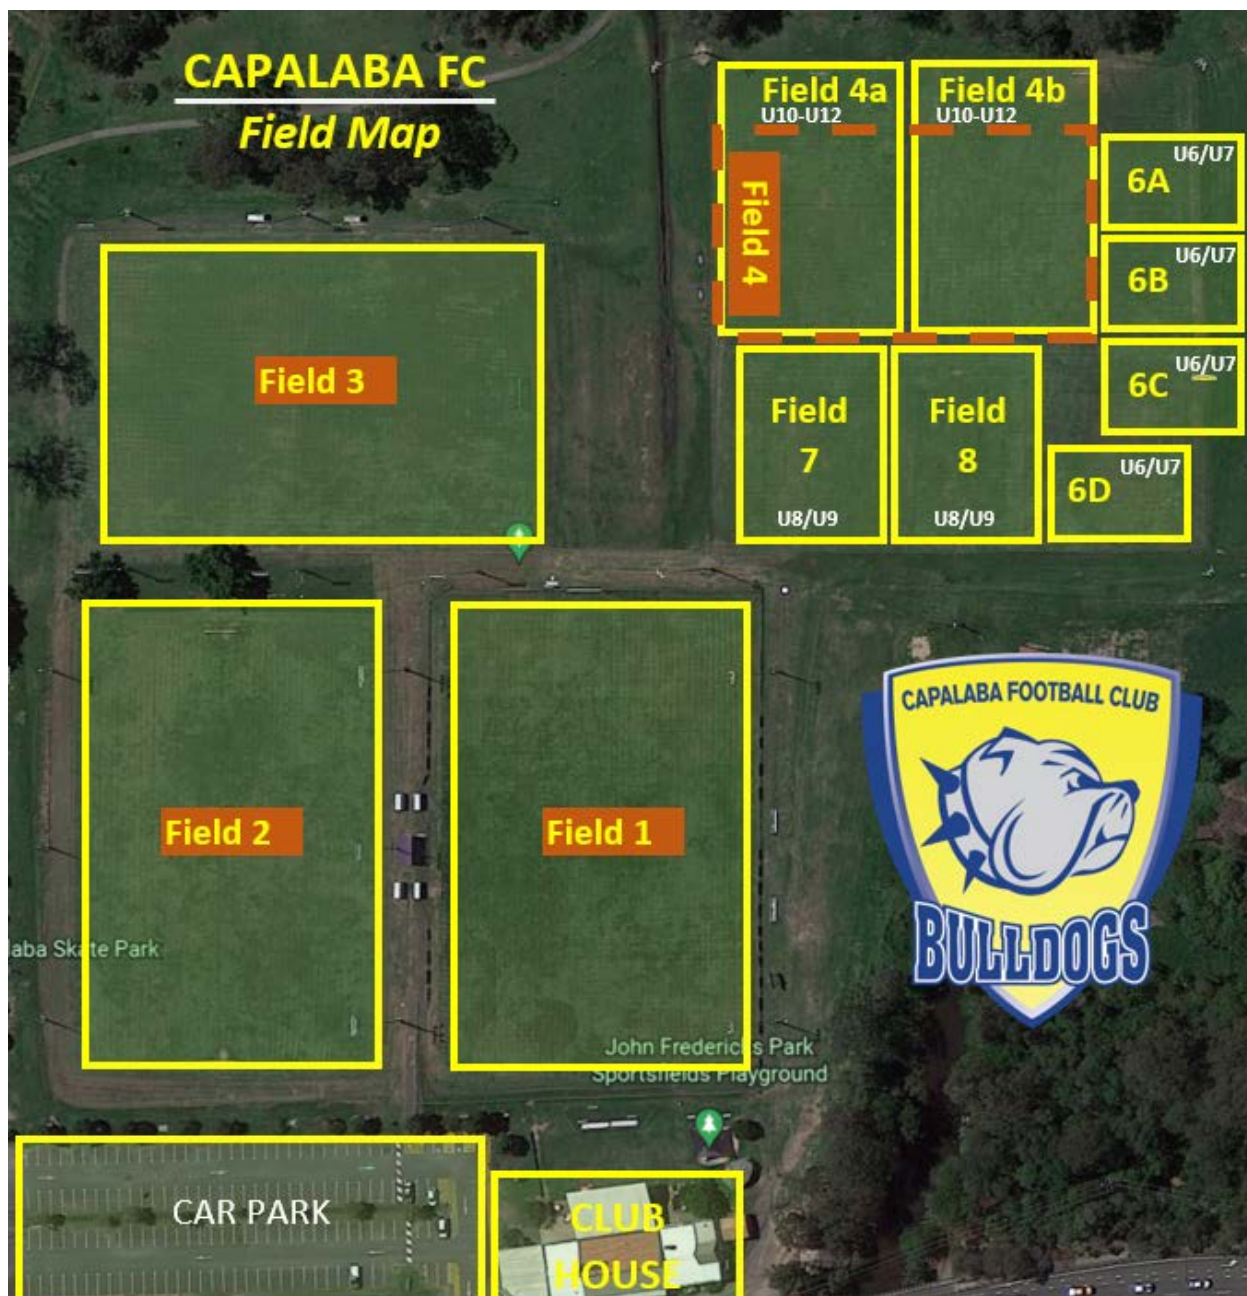 CAPALABA FC
Field Map
Field 4a
U10-U12
Field 4b
U10-U12
Field 4
6A
U6/U7
6B
U6/U7
6C
U6/U7
6D
U6/U7
Field 3
Field
7
U8/U9
Field
8
U8/U9
Field 2
Field 1
CAPALABA FOOTBALL CLUB
BULLDOGS
laba Skate Park
John Fredericks Park
Sportsfields Playground
CAR PARK
CLUB
HOUSE